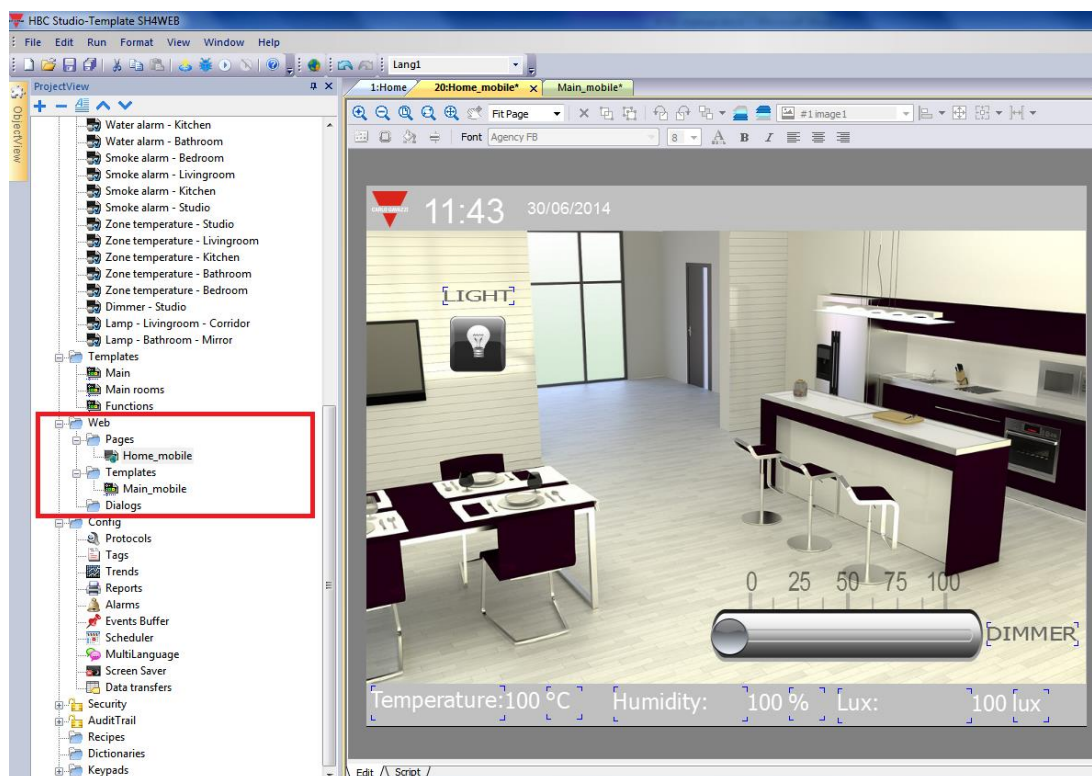 HBC Studio-Template SH4WEB
File Edit Run Format View Window Help
Lang1
ProjectView
1:Home 20:Home_mobile* Main_mobile*
ObjectView
Fit Page #1 image1
Font Agency FB 8 A B I
Water alarm - Kitchen
Water alarm - Bathroom
Smoke alarm - Bedroom
Smoke alarm - Livingroom
Smoke alarm - Kitchen
Smoke alarm - Studio
Zone temperature - Studio
Zone temperature - Livingroom
Zone temperature - Kitchen
Zone temperature - Bathroom
Zone temperature - Bedroom
Dimmer - Studio
Lamp - Livingroom - Corridor
Lamp - Bathroom - Mirror
Templates
Main
Main rooms
Functions
Web
Pages
Home_mobile
Templates
Main_mobile
Dialogs
Config
Protocols
Tags
Trends
Reports
Alarms
Events Buffer
Scheduler
MultiLanguage
Screen Saver
Data transfers
Security
AuditTrail
Recipes
Dictionaries
Keypads
CARLO GAVAZZI
11:43 30/06/2014
LIGHT
0 25 50 75 100
DIMMER
Temperature: 100 °C Humidity: 100 % Lux: 100 lux
Edit Script